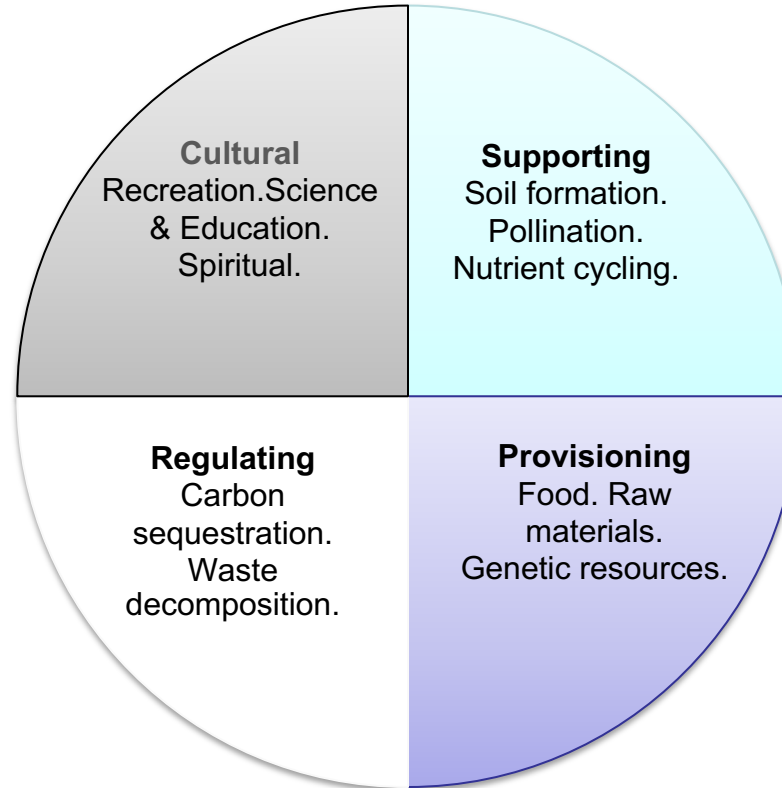 Cultural
Recreation.Science
& Education.
Spiritual.
Supporting
Soil formation.
Pollination.
Nutrient cycling.
Regulating
Carbon
sequestration.
Waste
decomposition.
Provisioning
Food. Raw
materials.
Genetic resources.